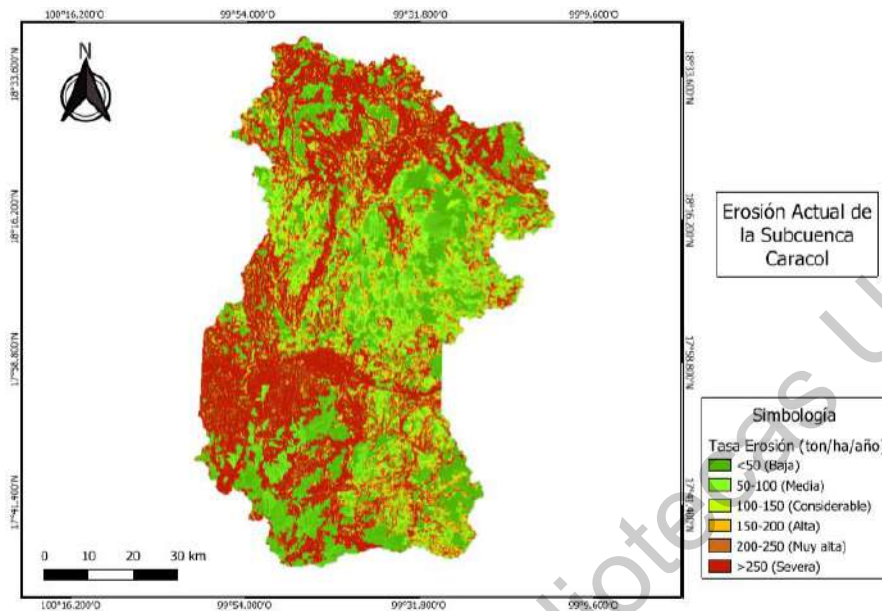 100°16.200'O 99°54.000'O 99°31.800'O 99°9.600'O
N
18°33.600'N 18°33.600'N
18°16.200'N 18°16.200'N
17°58.800'N 17°58.800'N
17°41.400'N 17°41.400'N
Erosión Actual de
la Subcuenca
Caracol
Simbología
Tasa Erosión (ton/ha/año)
<50 (Baja)
50-100 (Media)
100-150 (Considerable)
150-200 (Alta)
200-250 (Muy alta)
>250 (Severa)
0 10 20 30 km
100°16.200'O 99°54.000'O 99°31.800'O 99°9.600'O